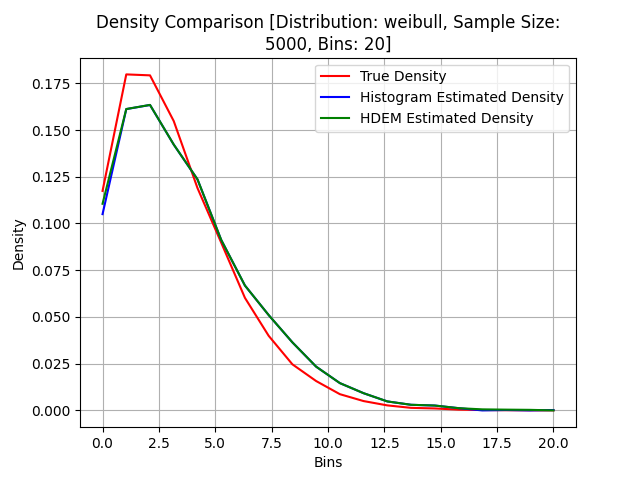 Density Comparison [Distribution: weibull, Sample Size:
5000, Bins: 20]
True Density
Histogram Estimated Density
HDEM Estimated Density
Density
0.175
0.150
0.125
0.100
0.075
0.050
0.025
0.000
0.0 2.5 5.0 7.5 10.0 12.5 15.0 17.5 20.0
Bins